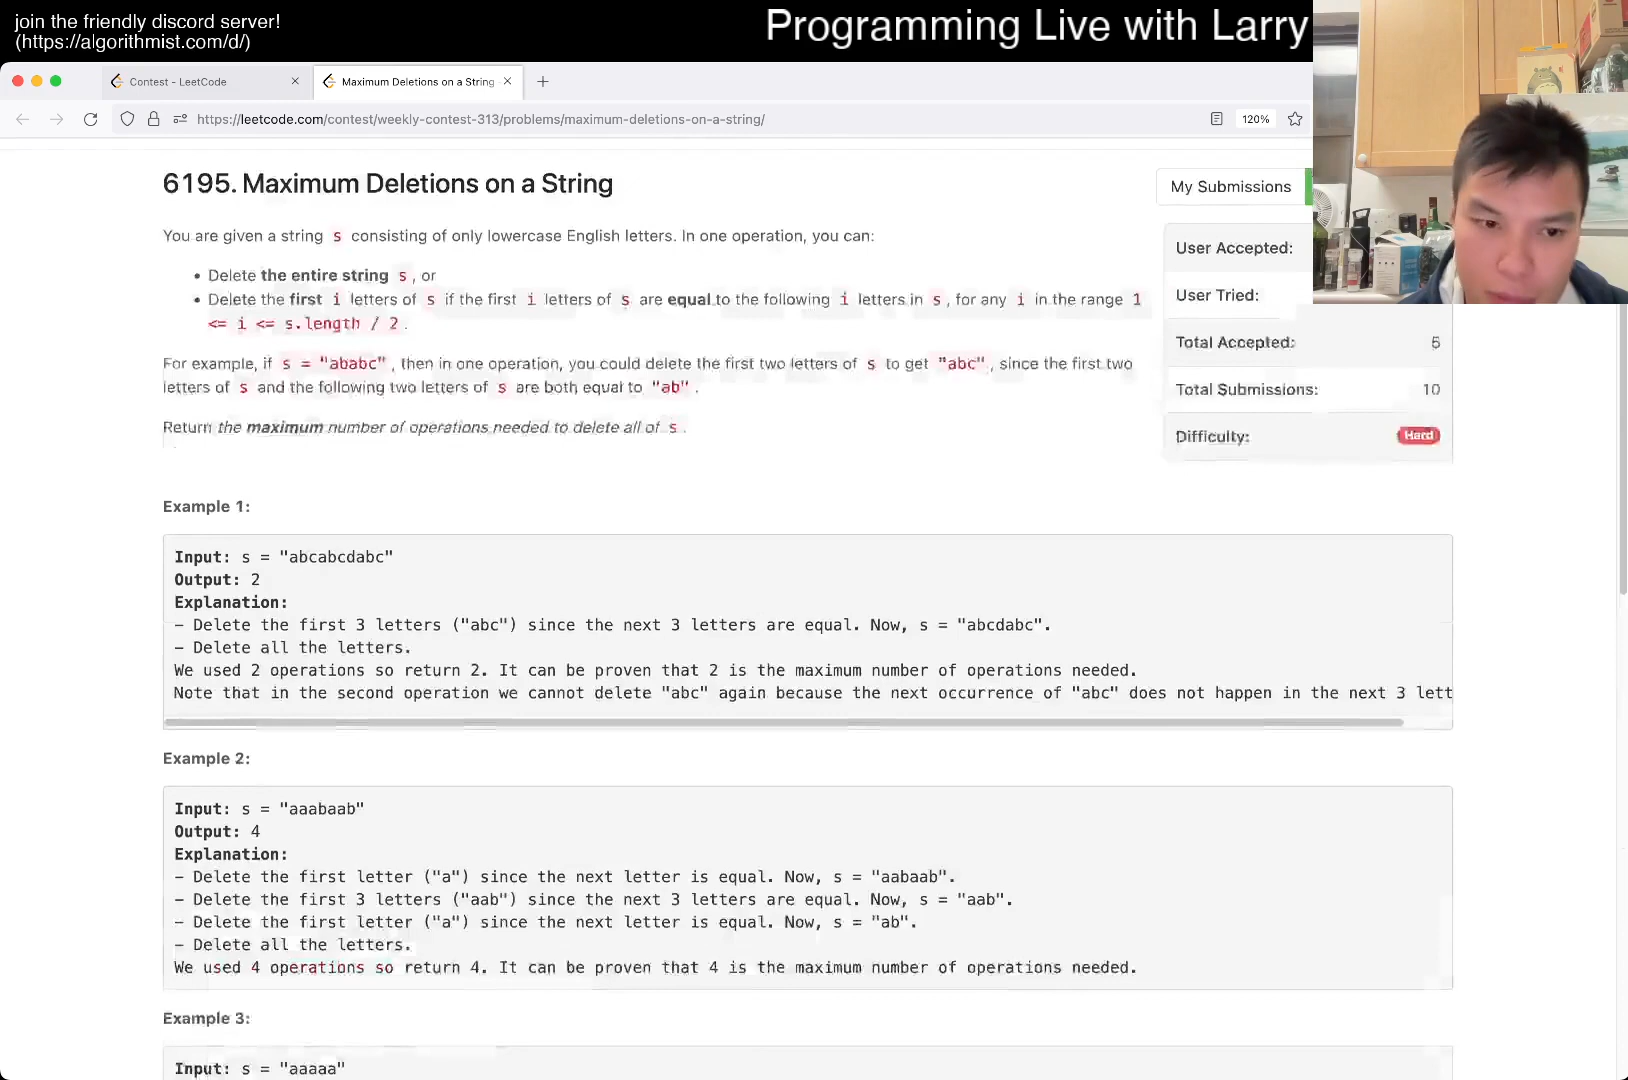 join the friendly discord server!
(https://algorithmist.com/d/)
Programming Live with Larry
Contest - LeetCode
Maximum Deletions on a String
https://leetcode.com/contest/weekly-contest-313/problems/maximum-deletions-on-a-string/
120%
6195. Maximum Deletions on a String
My Submissions
You are given a string s consisting of only lowercase English letters. In one operation, you can:
• Delete the entire string s, or
• Delete the first i letters of s if the first i letters of s are equal to the following i letters in s, for any i in the range 1
<= i <= s.length / 2.
For example, if s = "ababc", then in one operation, you could delete the first two letters of s to get "abc", since the first two
letters of s and the following two letters of s are both equal to "ab".
Return the maximum number of operations needed to delete all of s.
User Accepted:
User Tried:
Total Accepted: 5
Total Submissions: 10
Difficulty: Hard
Example 1:
Input: s = "abcabcdabc"
Output: 2
Explanation:
- Delete the first 3 letters ("abc") since the next 3 letters are equal. Now, s = "abcdabc".
- Delete all the letters.
We used 2 operations so return 2. It can be proven that 2 is the maximum number of operations needed.
Note that in the second operation we cannot delete "abc" again because the next occurrence of "abc" does not happen in the next 3 lett
Example 2:
Input: s = "aaabaab"
Output: 4
Explanation:
- Delete the first letter ("a") since the next letter is equal. Now, s = "aabaab".
- Delete the first 3 letters ("aab") since the next 3 letters are equal. Now, s = "aab".
- Delete the first letter ("a") since the next letter is equal. Now, s = "ab".
- Delete all the letters.
We used 4 operations so return 4. It can be proven that 4 is the maximum number of operations needed.
Example 3:
Input: s = "aaaaa"